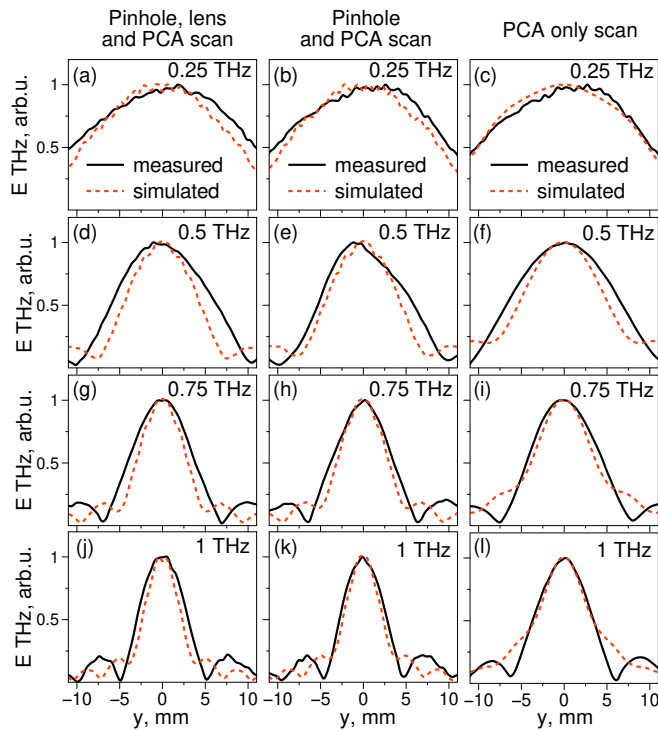 Pinhole, lens
and PCA scan
Pinhole
and PCA scan
PCA only scan
E THz, arb.u.
1
0.5
(a) 0.25 THz
measured
simulated
(b) 0.25 THz
measured
simulated
(c) 0.25 THz
measured
simulated
E THz, arb.u.
1
0.5
(d) 0.5 THz
(e) 0.5 THz
(f) 0.5 THz
E THz, arb.u.
1
0.5
(g) 0.75 THz
(h) 0.75 THz
(i) 0.75 THz
E THz, arb.u.
1
0.5
(j) 1 THz
(k) 1 THz
(l) 1 THz
−10 −5 0 5 10
−10 −5 0 5 10
−10 −5 0 5 10
y, mm
y, mm
y, mm